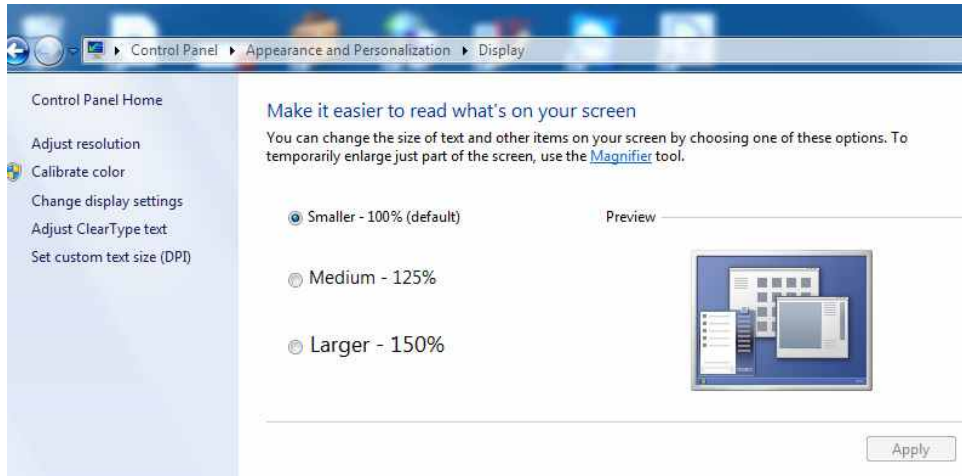 Control Panel Appearance and Personalization Display
Control Panel Home
Adjust resolution
Calibrate color
Change display settings
Adjust ClearType text
Set custom text size (DPI)
Make it easier to read what's on your screen
You can change the size of text and other items on your screen by choosing one of these options. To
temporarily enlarge just part of the screen, use the Magnifier tool.
Smaller - 100% (default)
Preview
Medium - 125%
Larger - 150%
Apply